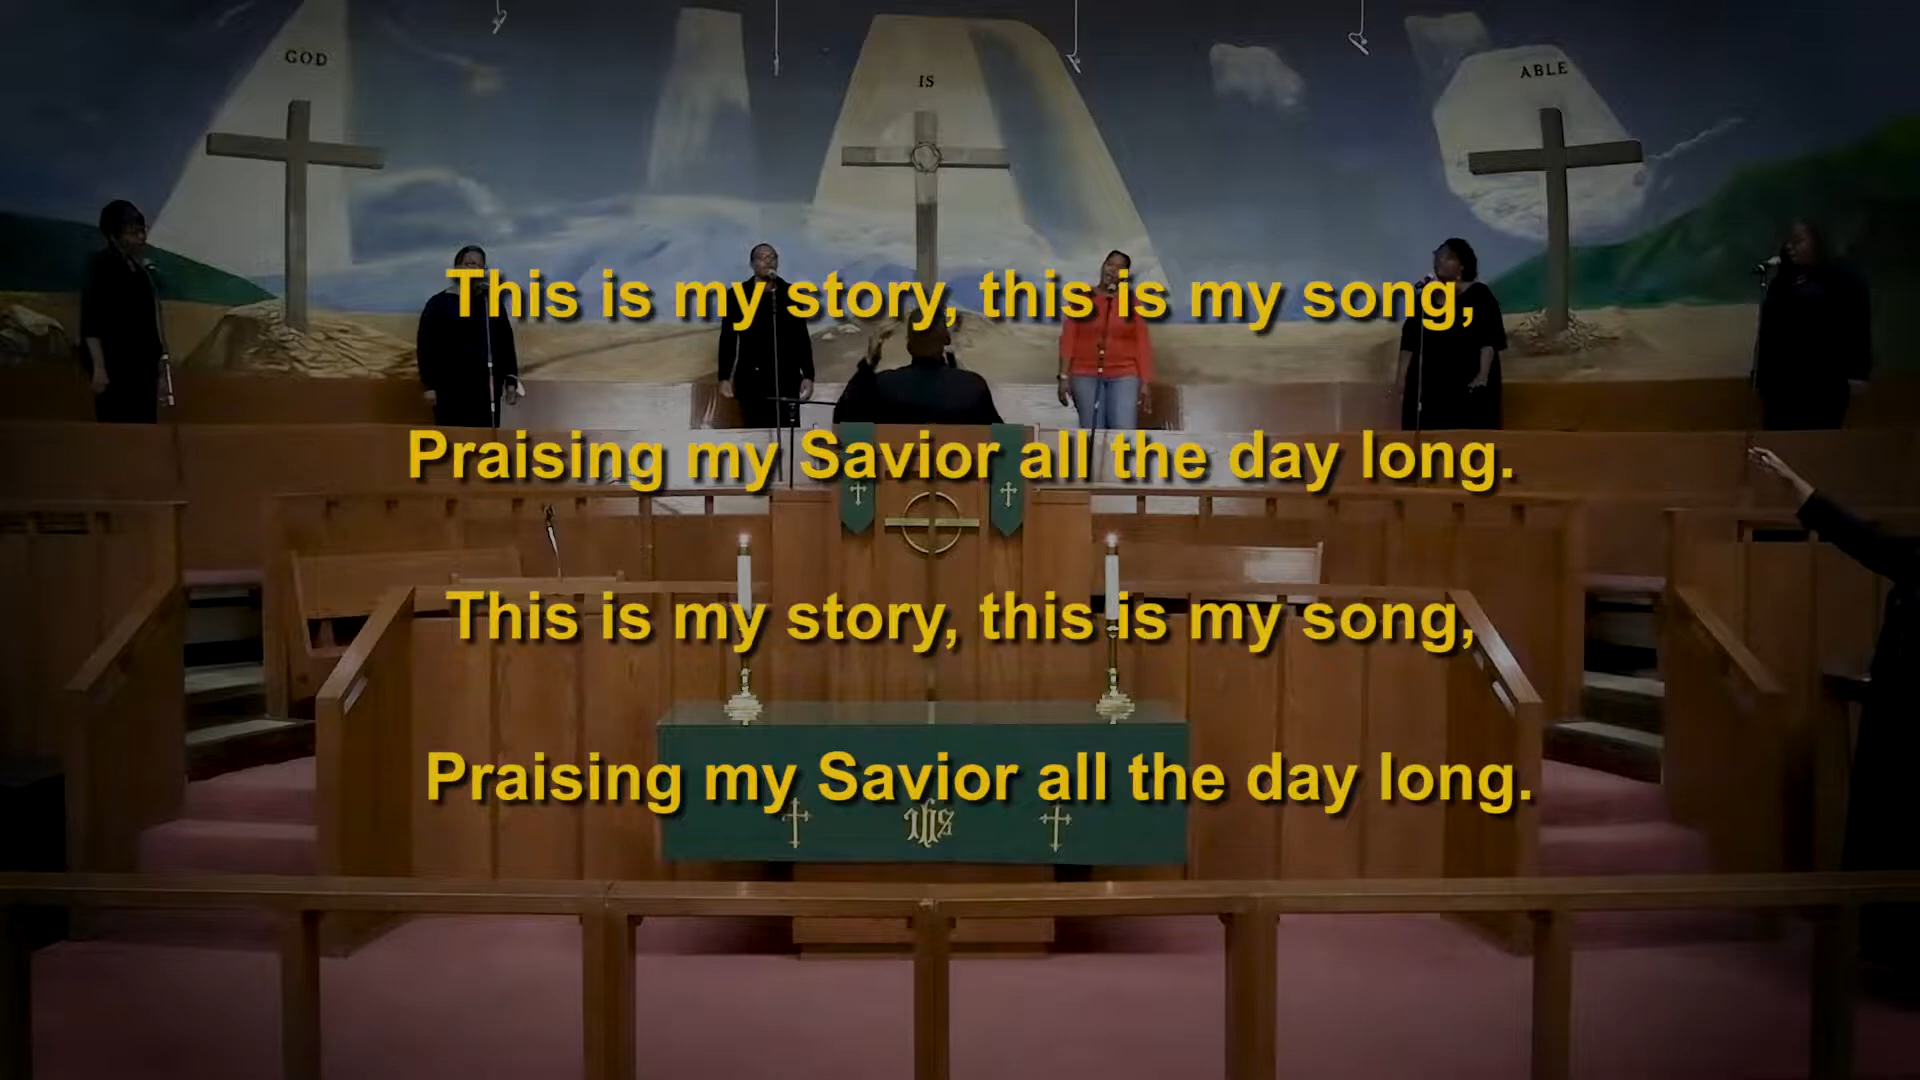 GOD IS ABLE
This is my story, this is my song,
Praising my Savior all the day long.
This is my story, this is my song,
Praising my Savior all the day long.
IHS